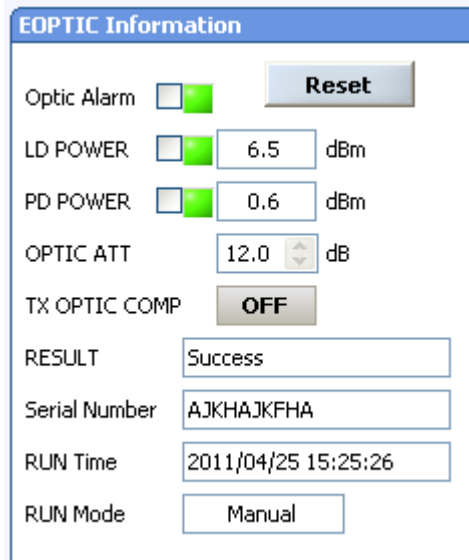 EOPTIC Information
Optic Alarm Reset
LD POWER 6.5 dBm
PD POWER 0.6 dBm
OPTIC ATT 12.0 dB
TX OPTIC COMP OFF
RESULT Success
Serial Number AJKHAJKFHA
RUN Time 2011/04/25 15:25:26
RUN Mode Manual